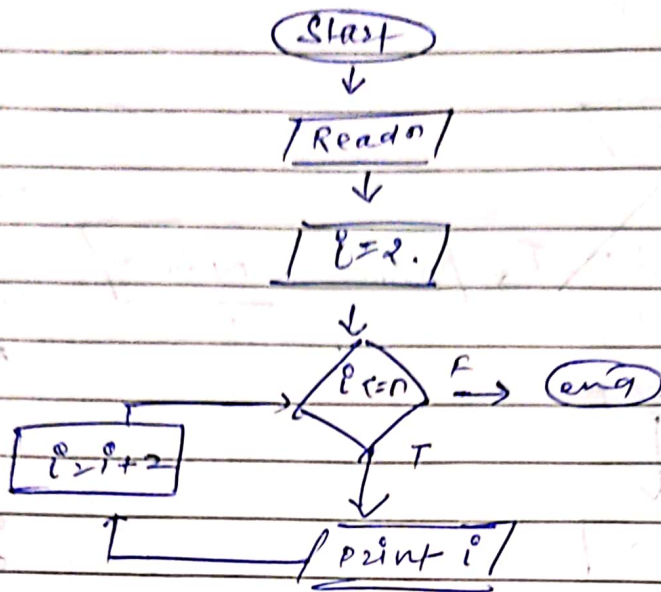 Start
Read n
i=2.
i<=n
F
end
i=i+2
T
print i